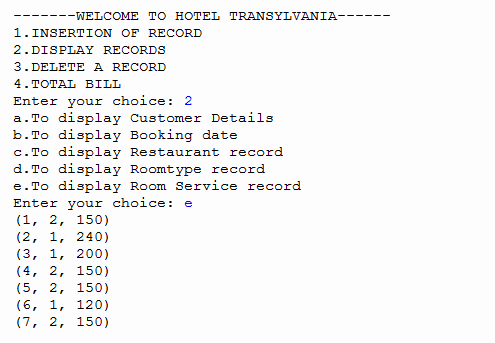 -------WELCOME TO HOTEL TRANSYLVANIA------
1.INSERTION OF RECORD
2.DISPLAY RECORDS
3.DELETE A RECORD
4.TOTAL BILL
Enter your choice: 2
a.To display Customer Details
b.To display Booking date
c.To display Restaurant record
d.To display Roomtype record
e.To display Room Service record
Enter your choice: e
(1, 2, 150)
(2, 1, 240)
(3, 1, 200)
(4, 2, 150)
(5, 2, 150)
(6, 1, 120)
(7, 2, 150)